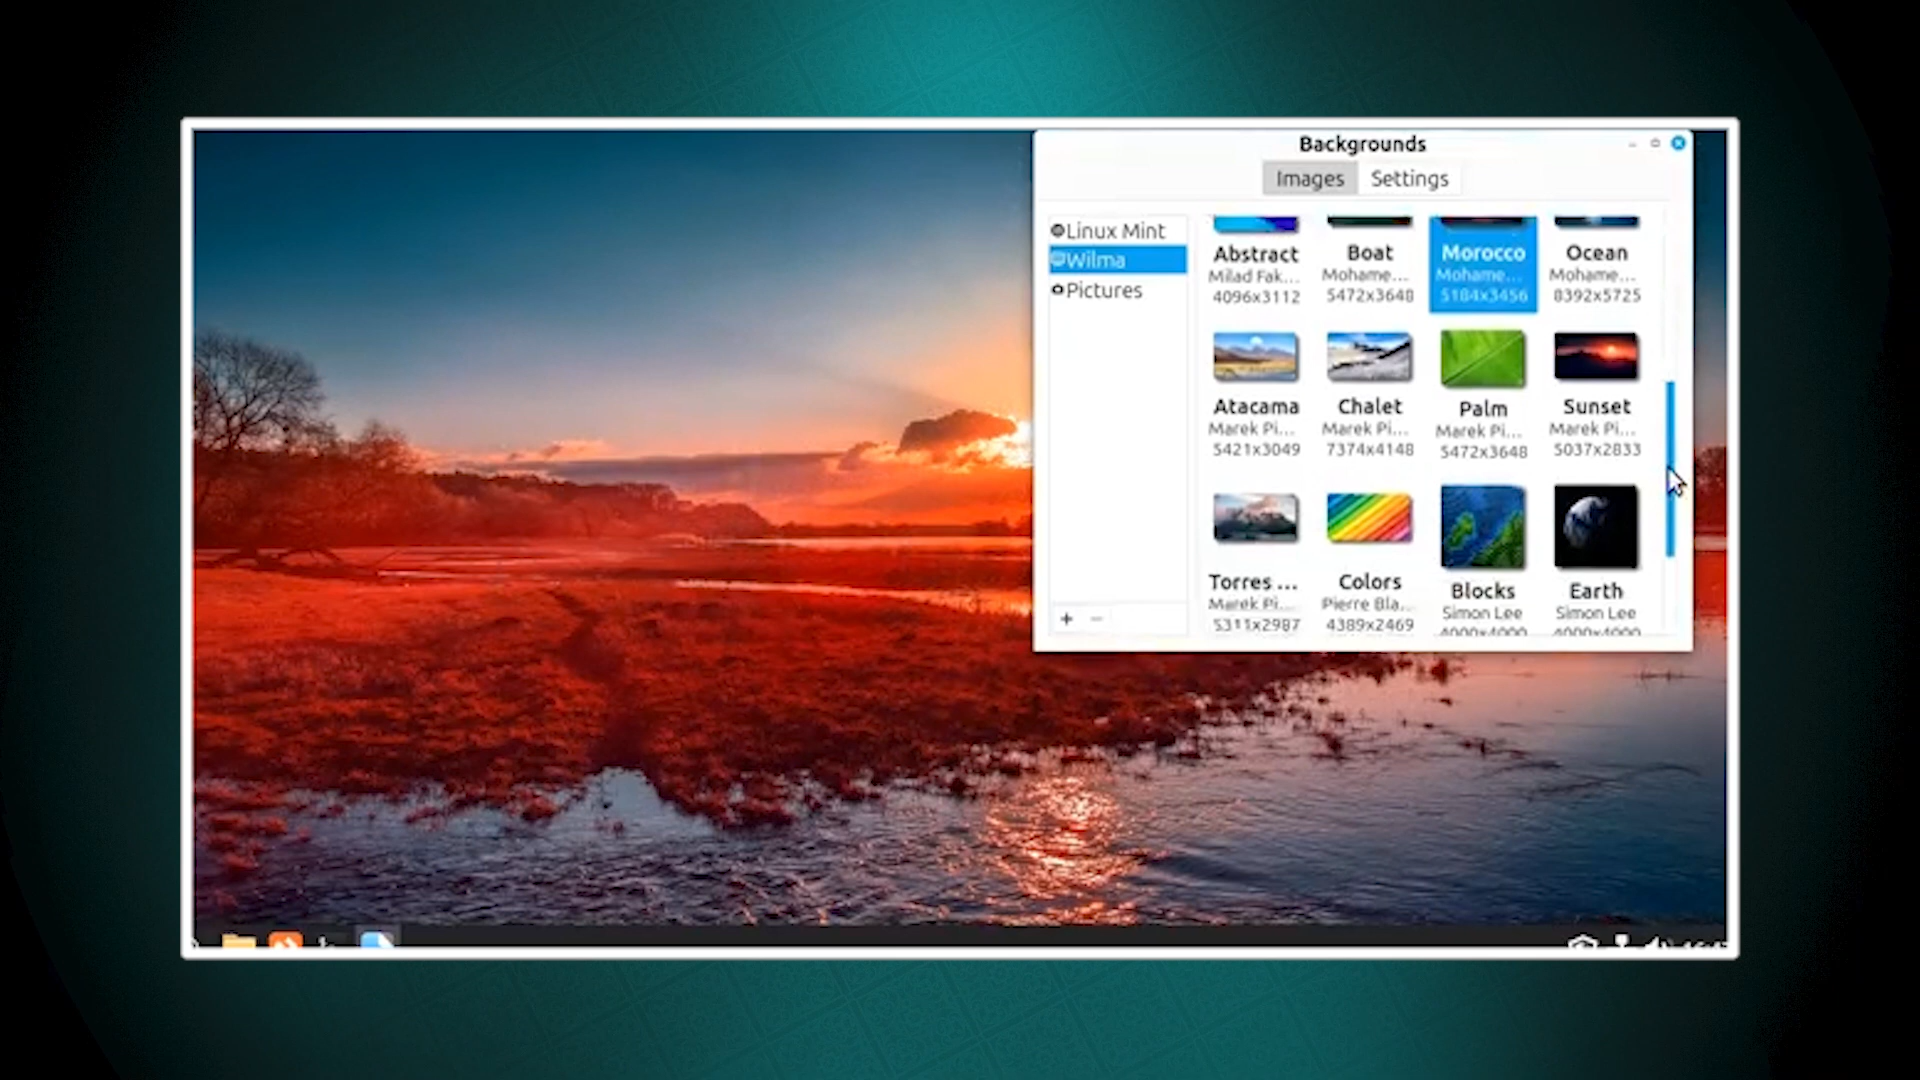 Backgrounds
Images Settings
Linux Mint
Wilma
Pictures
Abstract Boat Morocco Ocean
Milad Fak... Mohame... Mohame... Mohame...
4096x3112 5472x3648 5184x3456 8392x5725
Atacama Chalet Palm Sunset
Marek Pi... Marek Pi... Marek Pi... Marek Pi...
5421x3049 7374x4148 5472x3648 5037x2833
Torres ... Colors Blocks Earth
Marek Pi... Pierre Bla... Simon Lee Simon Lee
5311x2987 4389x2469 4000x4000 4000x4000